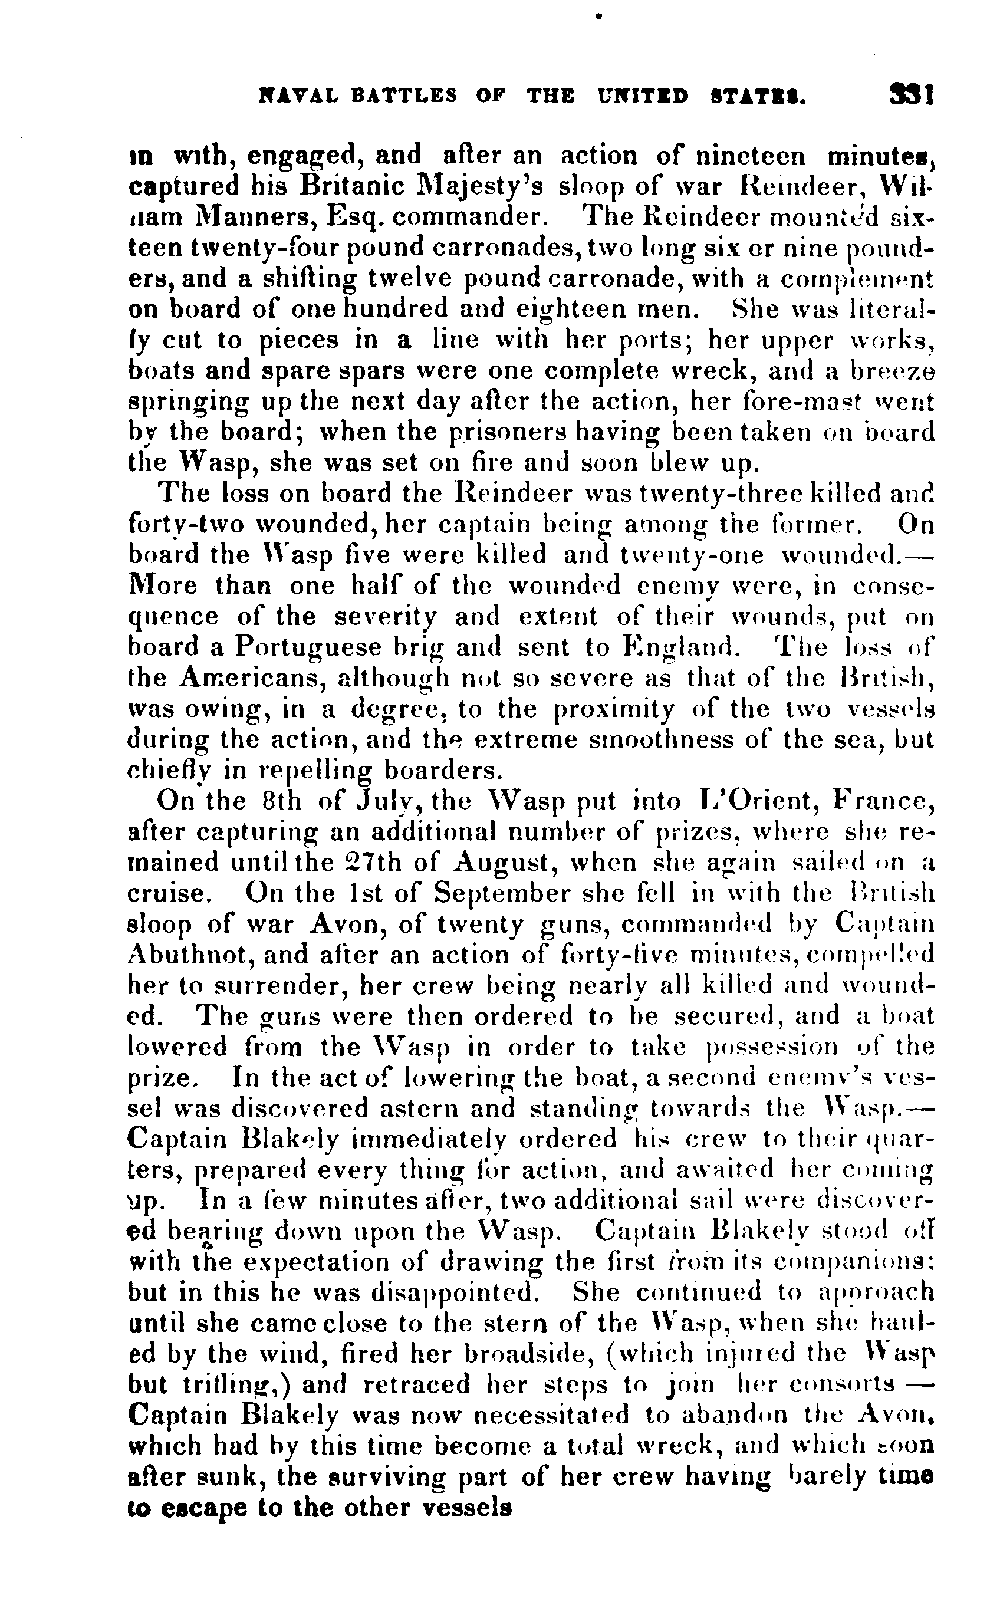 NAVAL BATTLES OF THE UNITED STATES. 331
in with, engaged, and after an action of nineteen minutes,
captured his Britanic Majesty's sloop of war Reindeer, Wil-
liam Manners, Esq. commander. The Reindeer mounted six-
teen twenty-four pound carronades, two long six or nine pound-
ers, and a shifting twelve pound carronade, with a complement
on board of one hundred and eighteen men. She was literal-
ly cut to pieces in a line with her ports; her upper works,
boats and spare spars were one complete wreck, and a breeze
springing up the next day after the action, her fore-mast went
by the board; when the prisoners having been taken on board
the Wasp, she was set on fire and soon blew up.
The loss on board the Reindeer was twenty-three killed and
forty-two wounded, her captain being among the former. On
board the Wasp five were killed and twenty-one wounded.—
More than one half of the wounded enemy were, in conse-
quence of the severity and extent of their wounds, put on
board a Portuguese brig and sent to England. The loss of
the Americans, although not so severe as that of the British,
was owing, in a degree, to the proximity of the two vessels
during the action, and the extreme smoothness of the sea, but
chiefly in repelling boarders.
On the 8th of July, the Wasp put into L'Orient, France,
after capturing an additional number of prizes, where she re-
mained until the 27th of August, when she again sailed on a
cruise. On the 1st of September she fell in with the British
sloop of war Avon, of twenty guns, commanded by Captain
Abuthnot, and after an action of forty-five minutes, compelled
her to surrender, her crew being nearly all killed and wound-
ed. The guns were then ordered to be secured, and a boat
lowered from the Wasp in order to take possession of the
prize. In the act of lowering the boat, a second enemy's ves-
sel was discovered astern and standing towards the Wasp.—
Captain Blakely immediately ordered his crew to their quar-
ters, prepared every thing for action, and awaited her coming
up. In a few minutes after, two additional sail were discover-
ed bearing down upon the Wasp. Captain Blakely stood off
with the expectation of drawing the first from its companions;
but in this he was disappointed. She continued to approach
until she came close to the stern of the Wasp, when she haul-
ed by the wind, fired her broadside, (which injured the Wasp
but trifling,) and retraced her steps to join her consorts —
Captain Blakely was now necessitated to abandon the Avon,
which had by this time become a total wreck, and which soon
after sunk, the surviving part of her crew having barely time
to escape to the other vessels